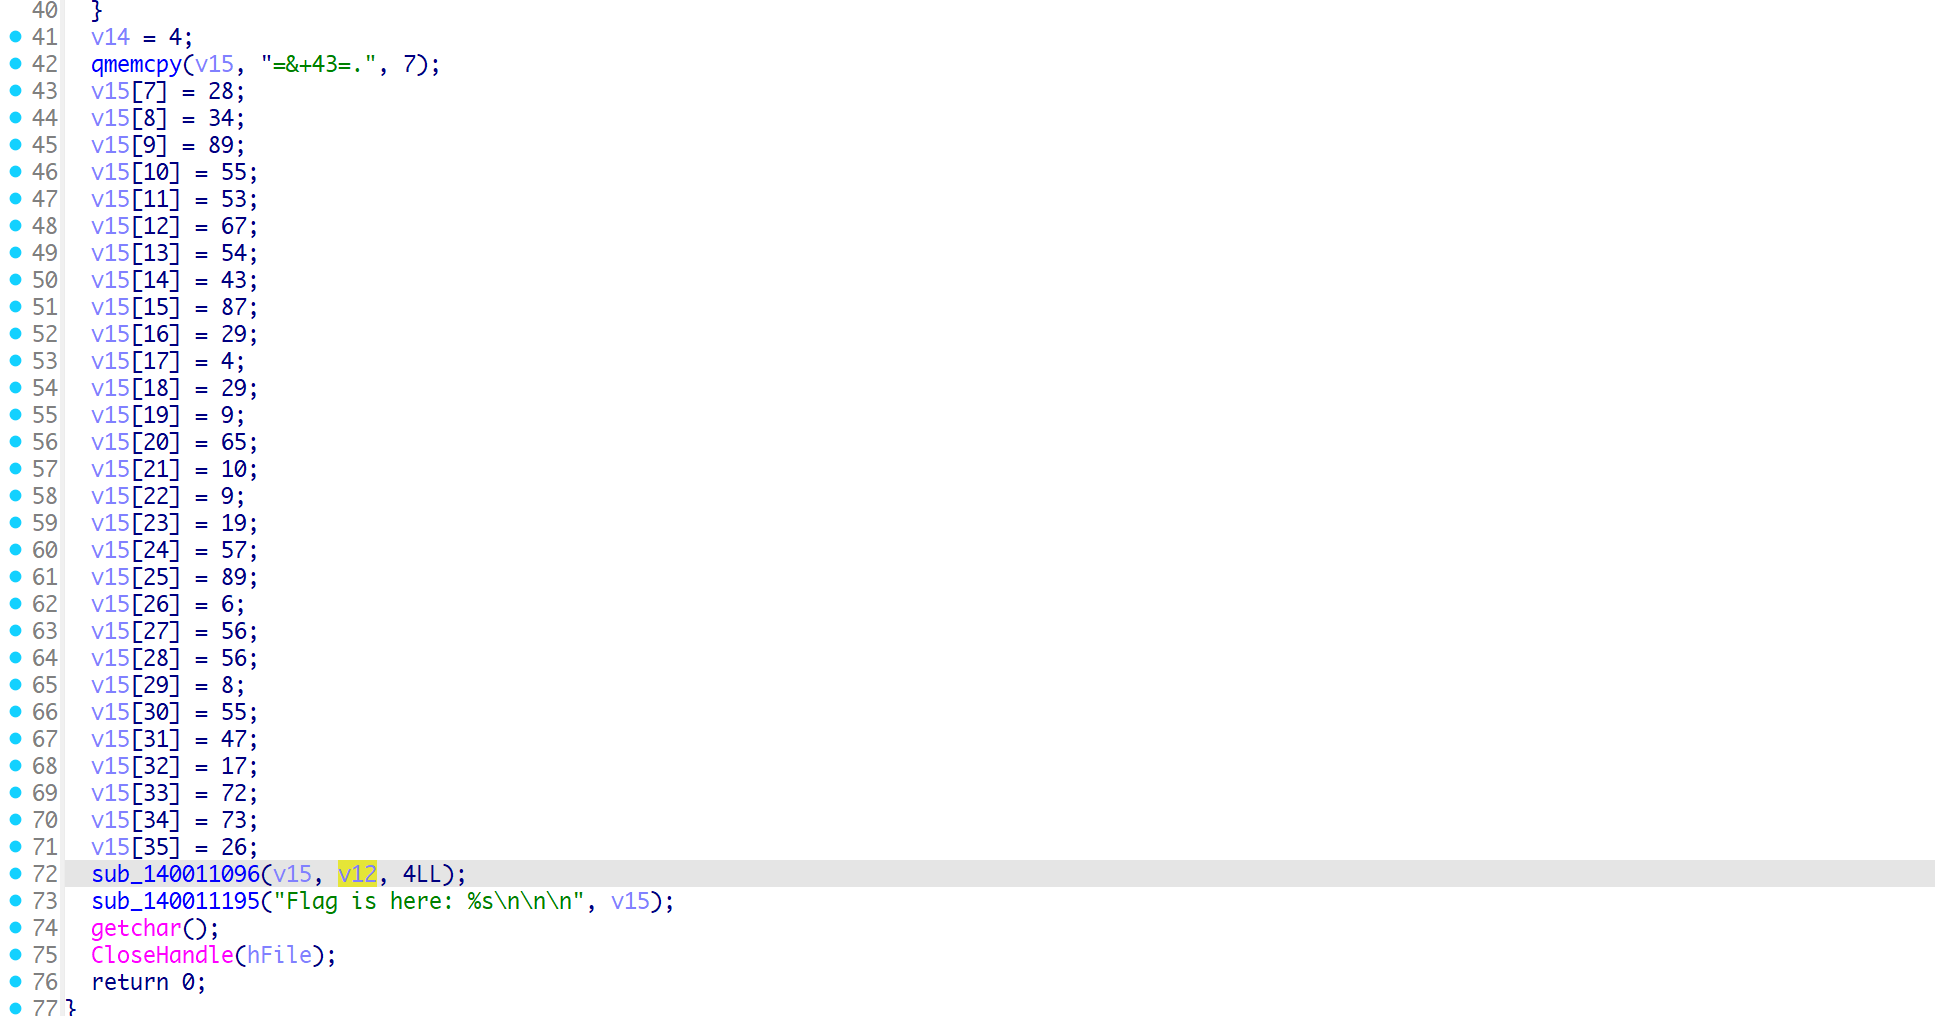 40 }
41 v14 = 4;
42 qmemcpy(v15, "=&+43=.", 7);
43 v15[7] = 28;
44 v15[8] = 34;
45 v15[9] = 89;
46 v15[10] = 55;
47 v15[11] = 53;
48 v15[12] = 67;
49 v15[13] = 54;
50 v15[14] = 43;
51 v15[15] = 87;
52 v15[16] = 29;
53 v15[17] = 4;
54 v15[18] = 29;
55 v15[19] = 9;
56 v15[20] = 65;
57 v15[21] = 10;
58 v15[22] = 9;
59 v15[23] = 19;
60 v15[24] = 57;
61 v15[25] = 89;
62 v15[26] = 6;
63 v15[27] = 56;
64 v15[28] = 56;
65 v15[29] = 8;
66 v15[30] = 55;
67 v15[31] = 47;
68 v15[32] = 17;
69 v15[33] = 72;
70 v15[34] = 73;
71 v15[35] = 26;
72 sub_140011096(v15, v12, 4LL);
73 sub_140011195("Flag is here: %s\n\n\n", v15);
74 getchar();
75 CloseHandle(hFile);
76 return 0;
77 }